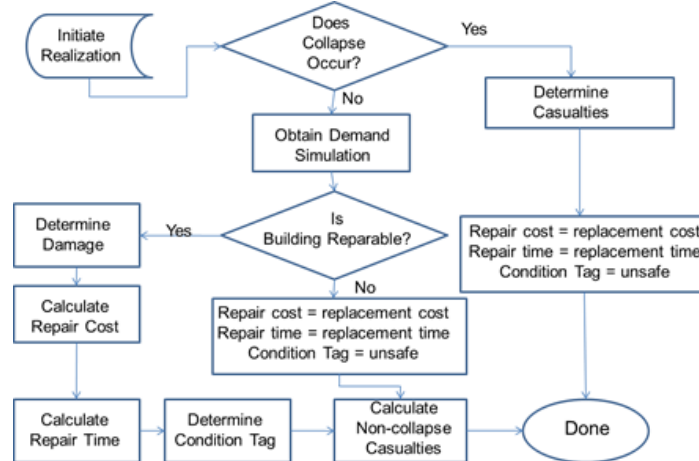 Initiate
Realization
Does
Collapse
Occur?
Yes
No
Determine
Casualties
Obtain Demand
Simulation
Is
Building Reparable?
Yes
No
Determine
Damage
Calculate
Repair Cost
Repair cost = replacement cost
Repair time = replacement time
Condition Tag = unsafe
Repair cost = replacement cost
Repair time = replacement time
Condition Tag = unsafe
Calculate
Repair Time
Determine
Condition Tag
Calculate
Non-collapse
Casualties
Done